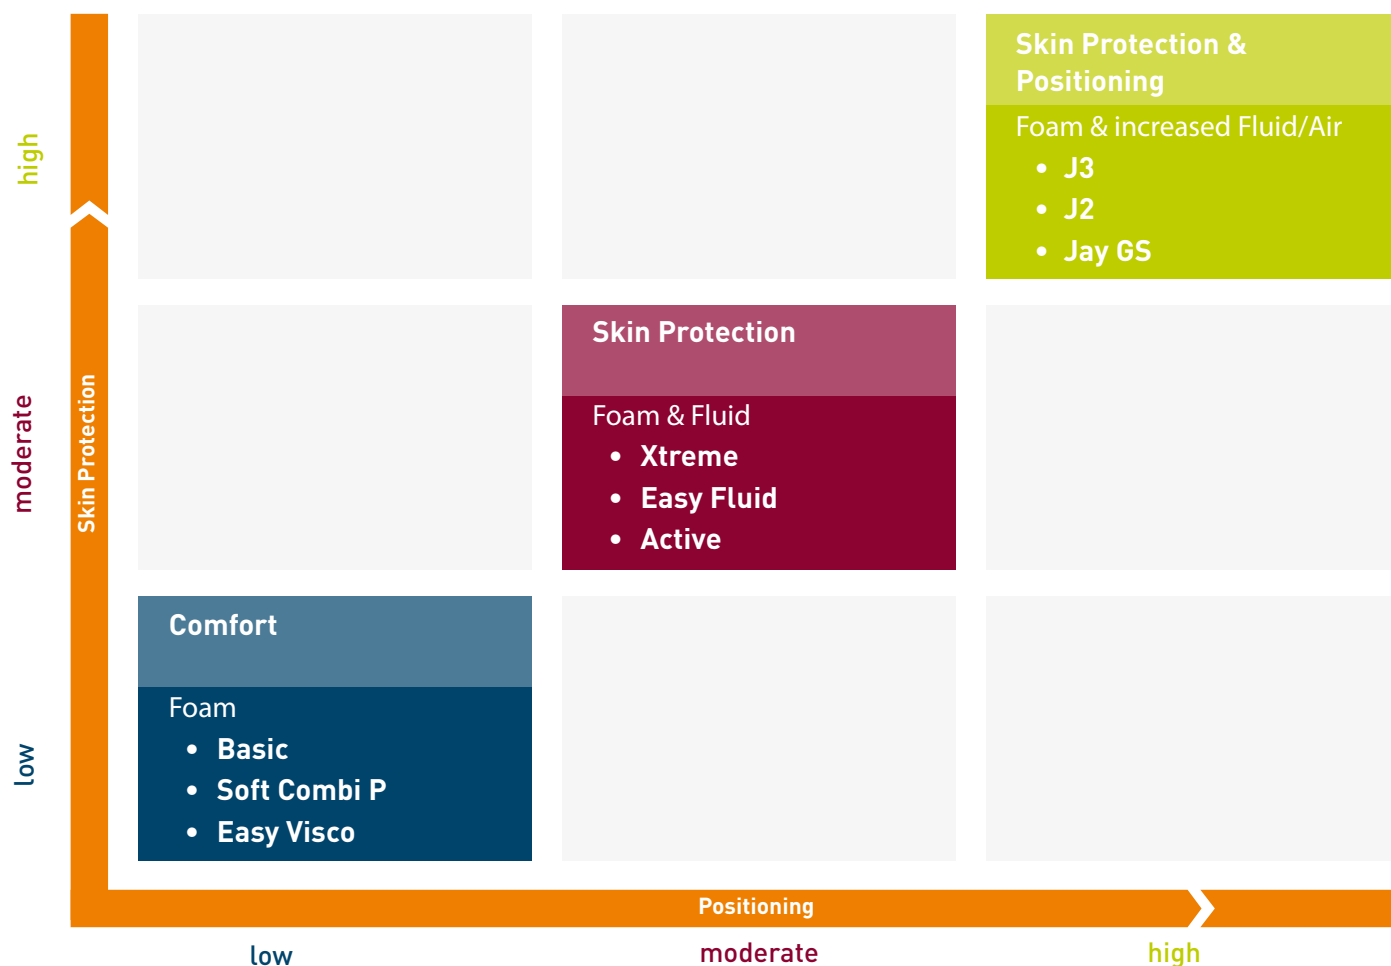 Skin Protection &
Positioning
Foam & increased Fluid/Air
• J3
• J2
• Jay GS
high
Skin Protection
Foam & Fluid
• Xtreme
• Easy Fluid
• Active
moderate
Skin Protection
Comfort
Foam
• Basic
• Soft Combi P
• Easy Visco
low
Positioning
low
moderate
high